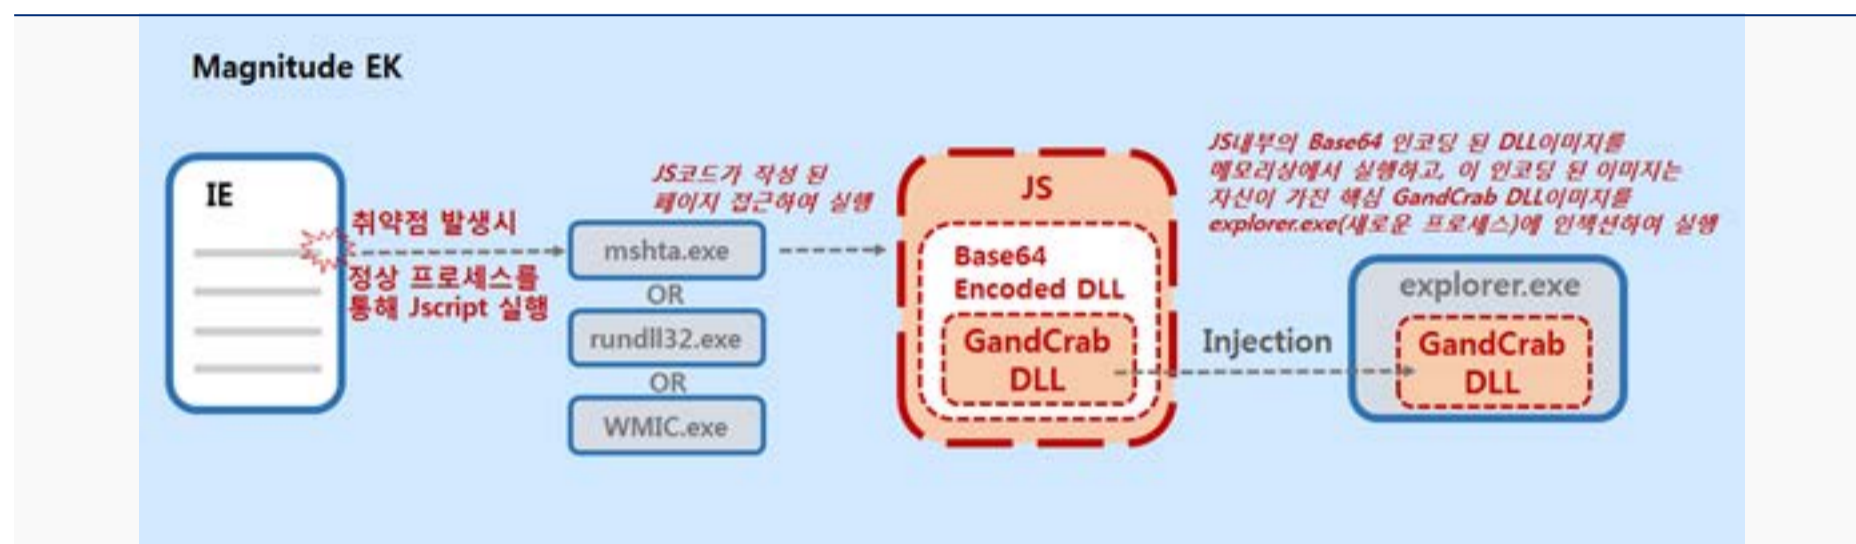 Magnitude EK
IE
취약점 발생시
정상 프로세스를
통해 Jscript 실행
JS코드가 작성 된
페이지 접근하여 실행
mshta.exe
OR
rundll32.exe
OR
WMIC.exe
JS
Base64
Encoded DLL
GandCrab
DLL
Injection
JS내부의 Base64 인코딩 된 DLL이미지를
메모리상에서 실행하고, 이 인코딩 된 이미지는
자신이 가진 핵심 GandCrab DLL이미지를
explorer.exe(새로운 프로세스)에 인젝션하여 실행
explorer.exe
GandCrab
DLL